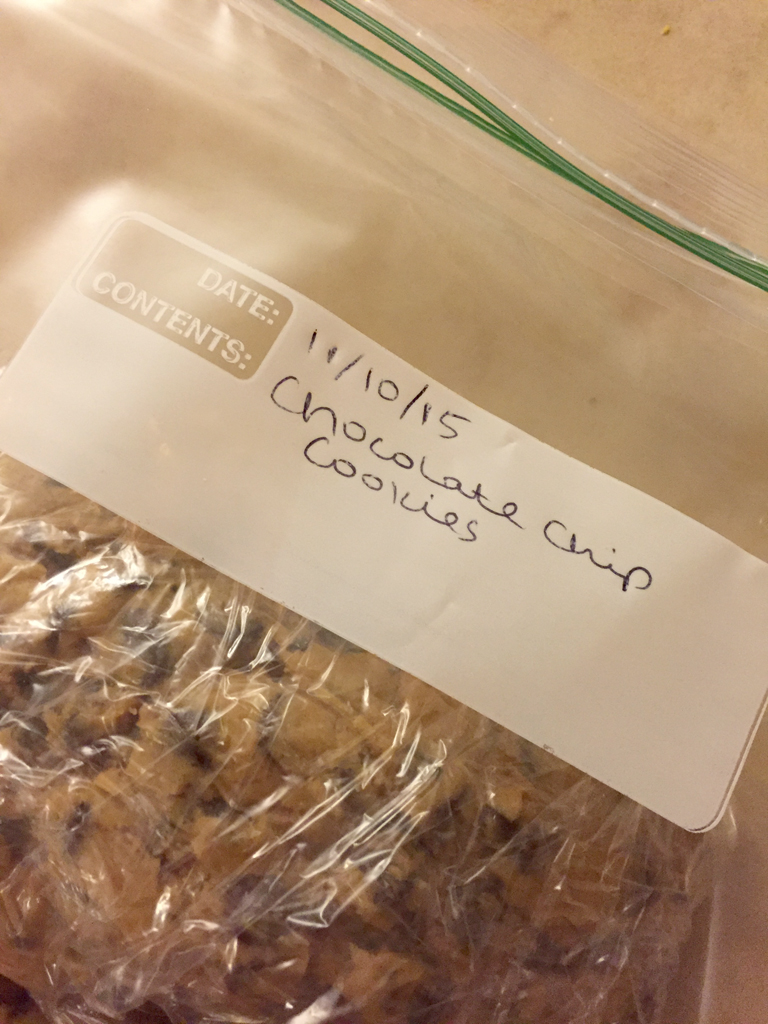 DATE: 11/10/15
CONTENTS: Chocolate Chip
Cookies